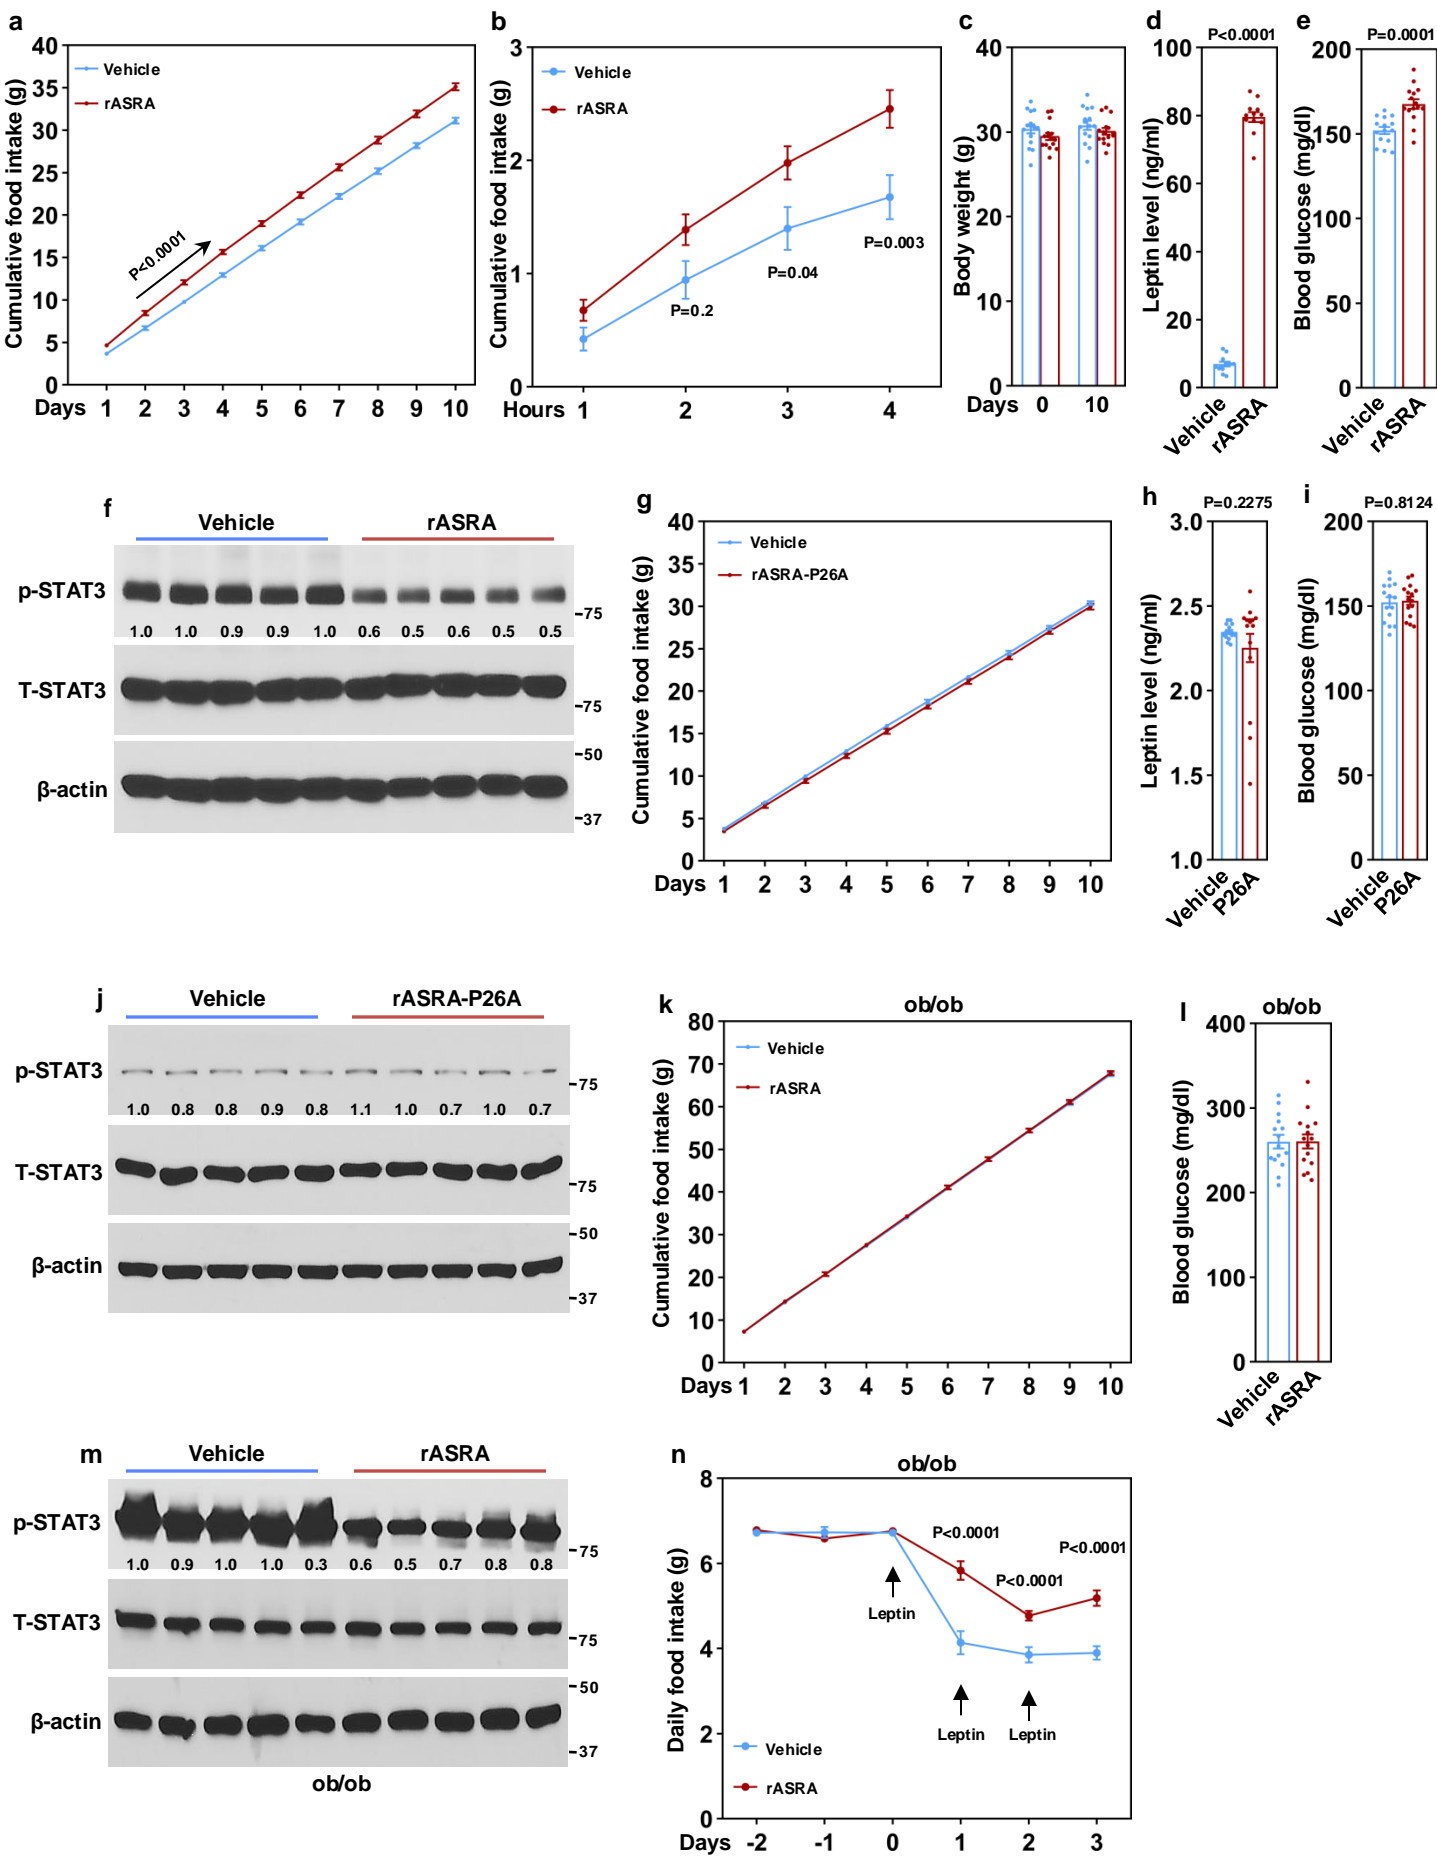 a
Cumulative food intake (g)
40
35
30
25
20
15
10
5
0
Vehicle
rASRA
P<0.0001
Days 1 2 3 4 5 6 7 8 9 10
b
Cumulative food intake (g)
3
2
1
0
Vehicle
rASRA
P=0.2
P=0.04
P=0.003
Hours 1 2 3 4
c
Body weight (g)
40
30
20
10
0
Days 0 10
d
P<0.0001
Leptin level (ng/ml)
100
80
60
40
20
0
Vehicle
rASRA
e
P=0.0001
Blood glucose (mg/dl)
200
150
100
50
0
Vehicle
rASRA
f
Vehicle rASRA
p-STAT3
-75
1.0 1.0 0.9 0.9 1.0 0.6 0.5 0.6 0.5 0.5
T-STAT3
-75
-50
β-actin
-37
g
Cumulative food intake (g)
40
35
30
25
20
15
10
5
0
Vehicle
rASRA-P26A
Days 1 2 3 4 5 6 7 8 9 10
h
P=0.2275
Leptin level (ng/ml)
3.0
2.5
2.0
1.5
1.0
Vehicle
P26A
i
P=0.8124
Blood glucose (mg/dl)
200
150
100
50
0
Vehicle
P26A
j
Vehicle rASRA-P26A
p-STAT3
-75
1.0 0.8 0.8 0.9 0.8 1.1 1.0 0.7 1.0 0.7
T-STAT3
-75
-50
β-actin
-37
k
ob/ob
Cumulative food intake (g)
80
70
60
50
40
30
20
10
0
Vehicle
rASRA
Days 1 2 3 4 5 6 7 8 9 10
l
ob/ob
Blood glucose (mg/dl)
400
300
200
100
0
Vehicle
rASRA
m
Vehicle rASRA
p-STAT3
-75
1.0 0.9 1.0 1.0 0.3 0.6 0.5 0.7 0.8 0.8
T-STAT3
-75
-50
β-actin
-37
ob/ob
n
ob/ob
Daily food intake (g)
8
6
4
2
0
P<0.0001
P<0.0001
P<0.0001
Leptin
Leptin
Leptin
Vehicle
rASRA
Days -2 -1 0 1 2 3